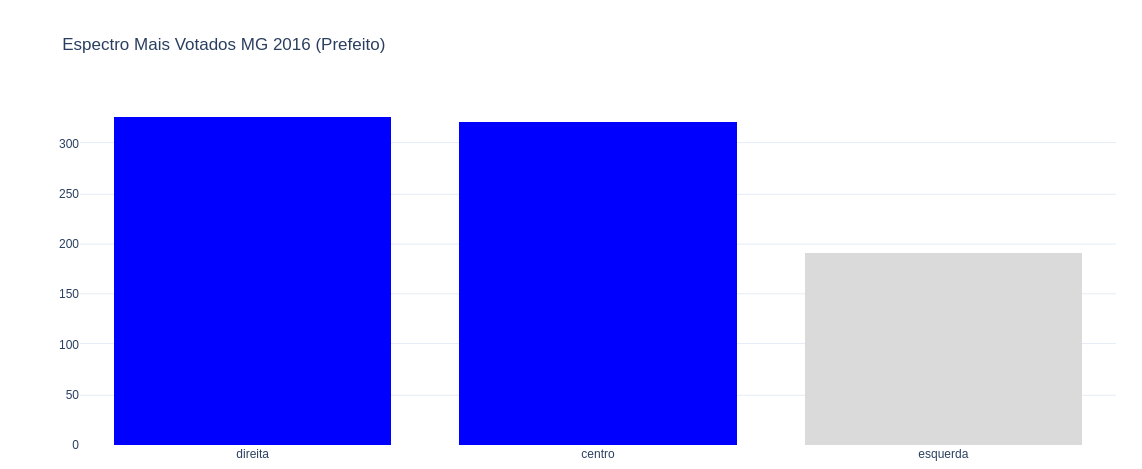 Espectro Mais Votados MG 2016 (Prefeito)
300
250
200
150
100
50
0
direita
centro
esquerda